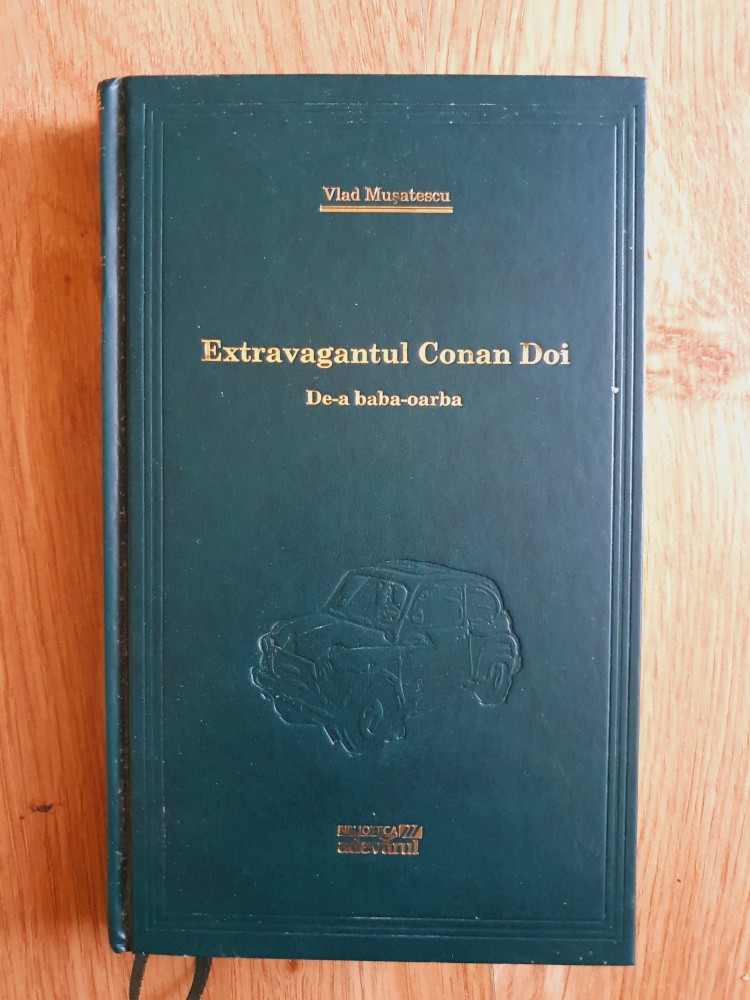 Vlad Mușatescu
Extravagantul Conan Doi
De-a baba-oarba
BIBLIOTECA
adevărul